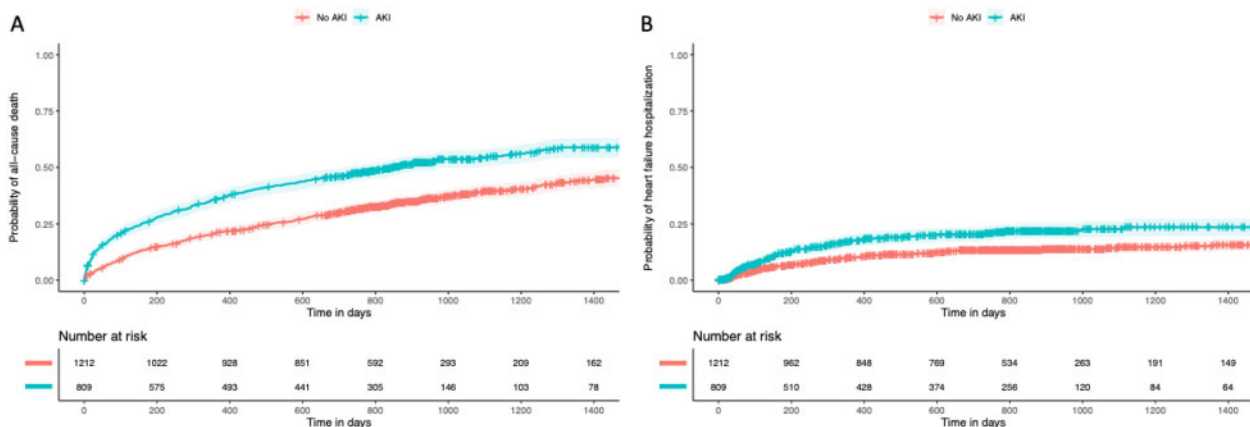 A
No AKI AKI
Probability of all-cause death
1.00
0.75
0.50
0.25
0.00
0 200 400 600 800 1000 1200 1400
Time in days
Number at risk
1212 1022 928 851 592 293 209 162
809 575 493 441 305 146 103 78
0 200 400 600 800 1000 1200 1400
Time in days
B
No AKI AKI
Probability of heart failure hospitalization
1.00
0.75
0.50
0.25
0.00
0 200 400 600 800 1000 1200 1400
Time in days
Number at risk
1212 962 848 769 534 263 191 149
809 510 428 374 256 120 84 64
0 200 400 600 800 1000 1200 1400
Time in days